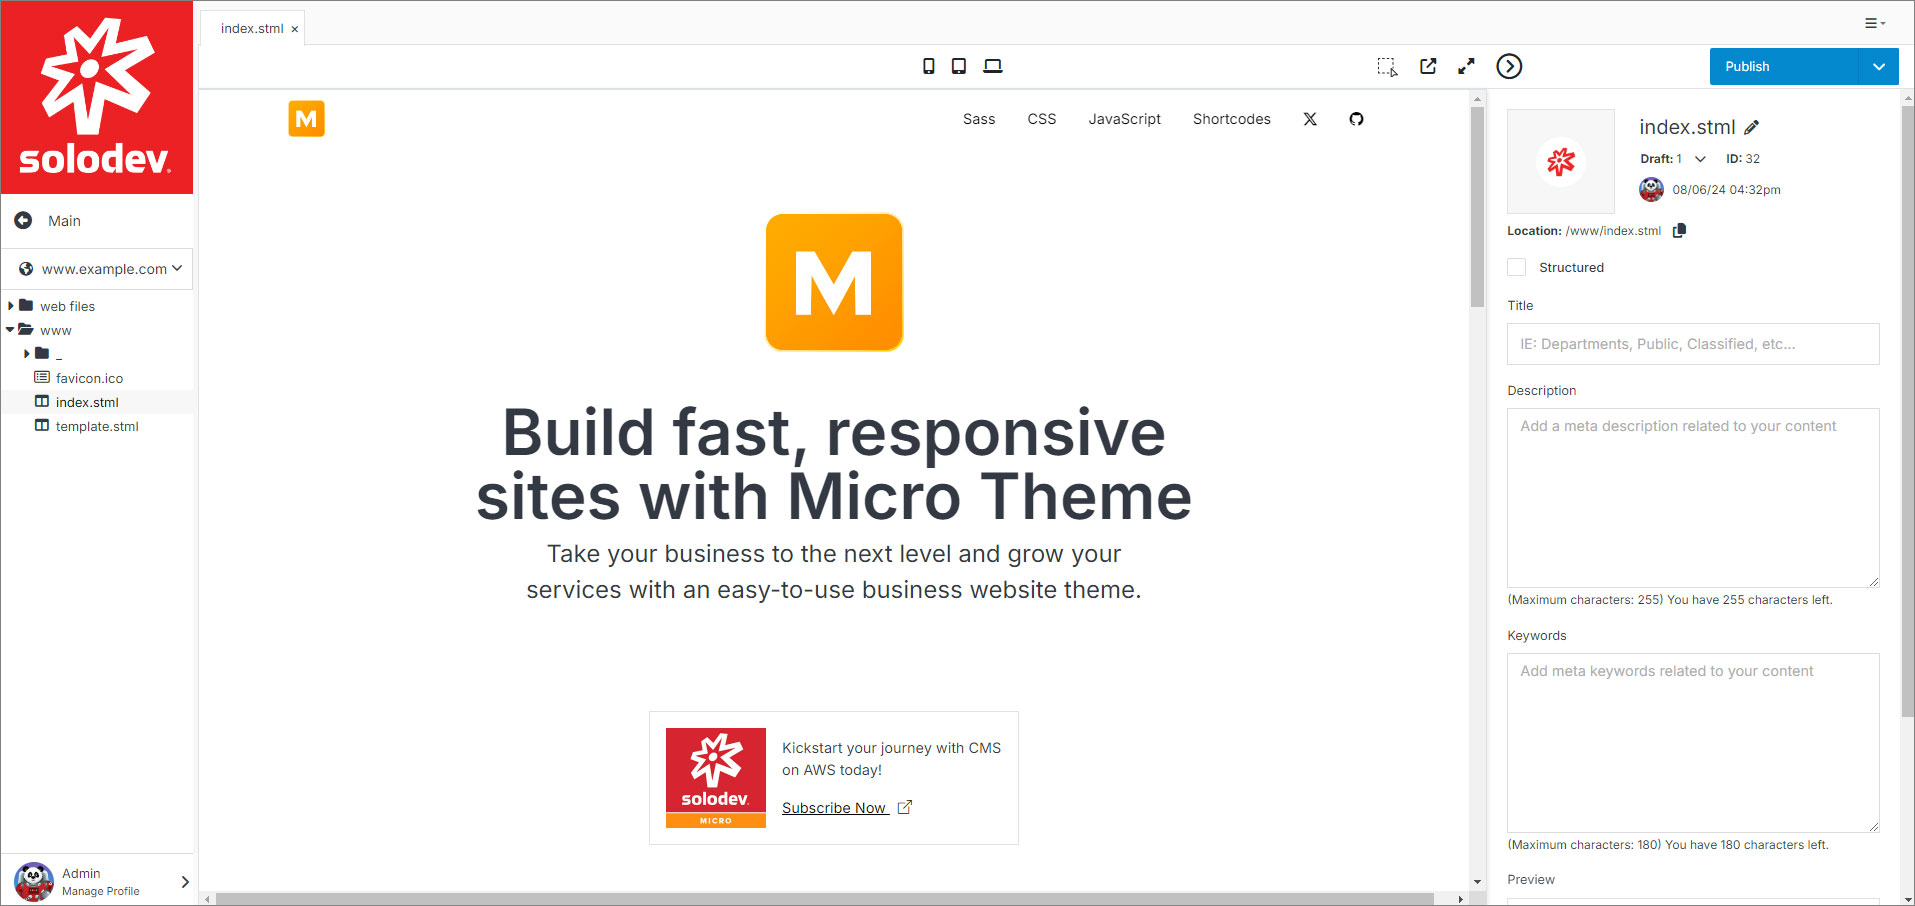 solodev
Main
www.example.com
web files
www
_
favicon.ico
index.stml
template.stml
Admin
Manage Profile
index.stml ×
Publish
M
Sass CSS JavaScript Shortcodes X
M
Build fast, responsive
sites with Micro Theme
Take your business to the next level and grow your
services with an easy-to-use business website theme.
solodev
MICRO
Kickstart your journey with CMS
on AWS today!
Subscribe Now
index.stml
Draft: 1 ID: 32
08/06/24 04:32pm
Location: /www/index.stml
Structured
Title
IE: Departments, Public, Classified, etc...
Description
Add a meta description related to your content
(Maximum characters: 255) You have 255 characters left.
Keywords
Add meta keywords related to your content
(Maximum characters: 180) You have 180 characters left.
Preview